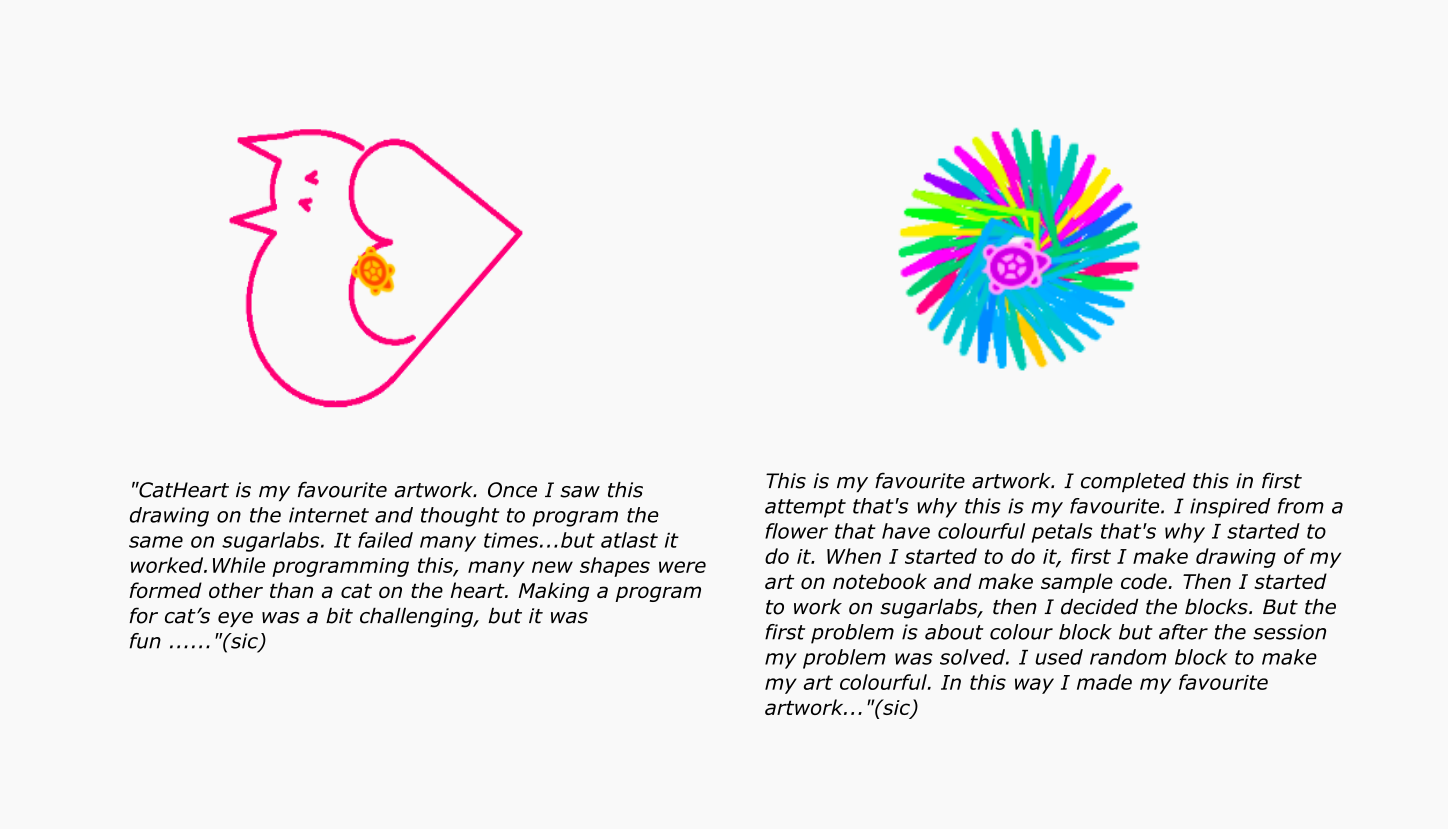 "CatHeart is my favourite artwork. Once I saw this
drawing on the internet and thought to program the
same on sugarlabs. It failed many times...but atlast it
worked.While programming this, many new shapes were
formed other than a cat on the heart. Making a program
for cat’s eye was a bit challenging, but it was
fun ......"(sic)
This is my favourite artwork. I completed this in first
attempt that's why this is my favourite. I inspired from a
flower that have colourful petals that's why I started to
do it. When I started to do it, first I make drawing of my
art on notebook and make sample code. Then I started
to work on sugarlabs, then I decided the blocks. But the
first problem is about colour block but after the session
my problem was solved. I used random block to make
my art colourful. In this way I made my favourite
artwork..."(sic)